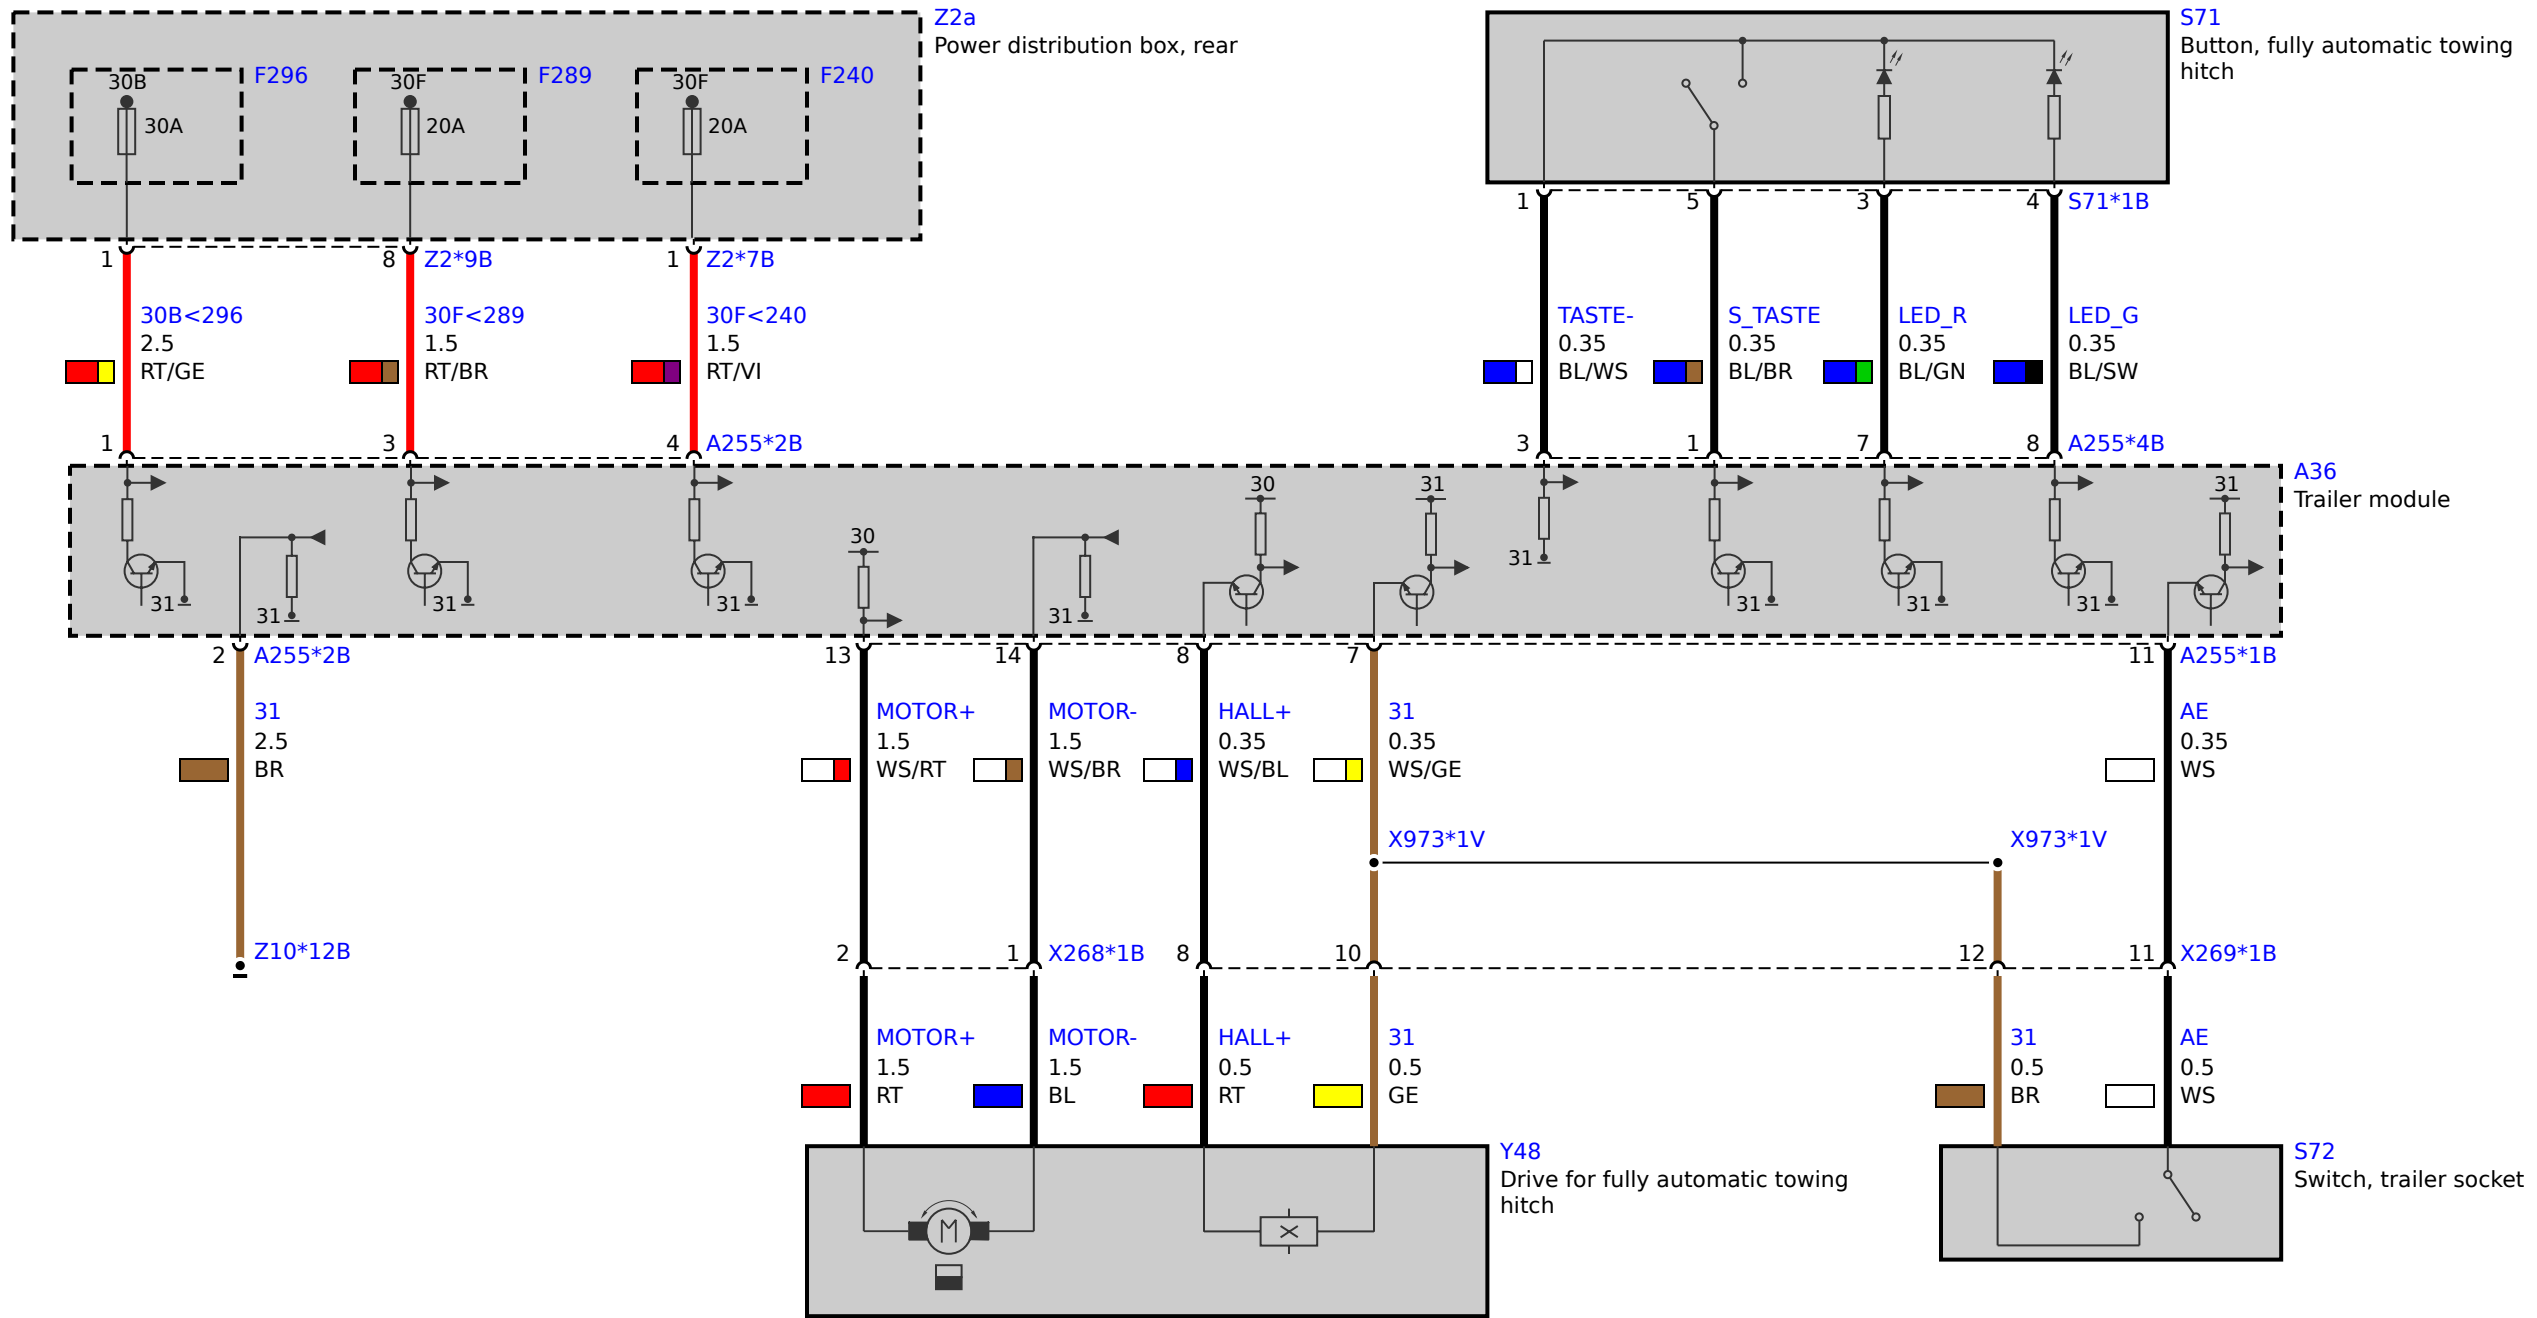 Z2a
Power distribution box, rear
S71
Button, fully automatic towing
hitch
30B
F296
30F
F289
30F
F240
30A
20A
20A
1
8
Z2*9B
1
Z2*7B
1
5
3
4
S71*1B
30B<296
2.5
RT/GE
30F<289
1.5
RT/BR
30F<240
1.5
RT/VI
TASTE-
0.35
BL/WS
S_TASTE
0.35
BL/BR
LED_R
0.35
BL/GN
LED_G
0.35
BL/SW
1
3
4
A255*2B
3
1
7
8
A255*4B
A36
Trailer module
30
31
31
30
31
31
31
31
31
31
31
31
31
2
A255*2B
13
14
8
7
11
A255*1B
31
2.5
BR
MOTOR+
1.5
WS/RT
MOTOR-
1.5
WS/BR
HALL+
0.35
WS/BL
31
0.35
WS/GE
AE
0.35
WS
X973*1V
X973*1V
Z10*12B
2
1
X268*1B
8
10
12
11
X269*1B
MOTOR+
1.5
RT
MOTOR-
1.5
BL
HALL+
0.5
RT
31
0.5
GE
31
0.5
BR
AE
0.5
WS
Y48
Drive for fully automatic towing
hitch
S72
Switch, trailer socket
M